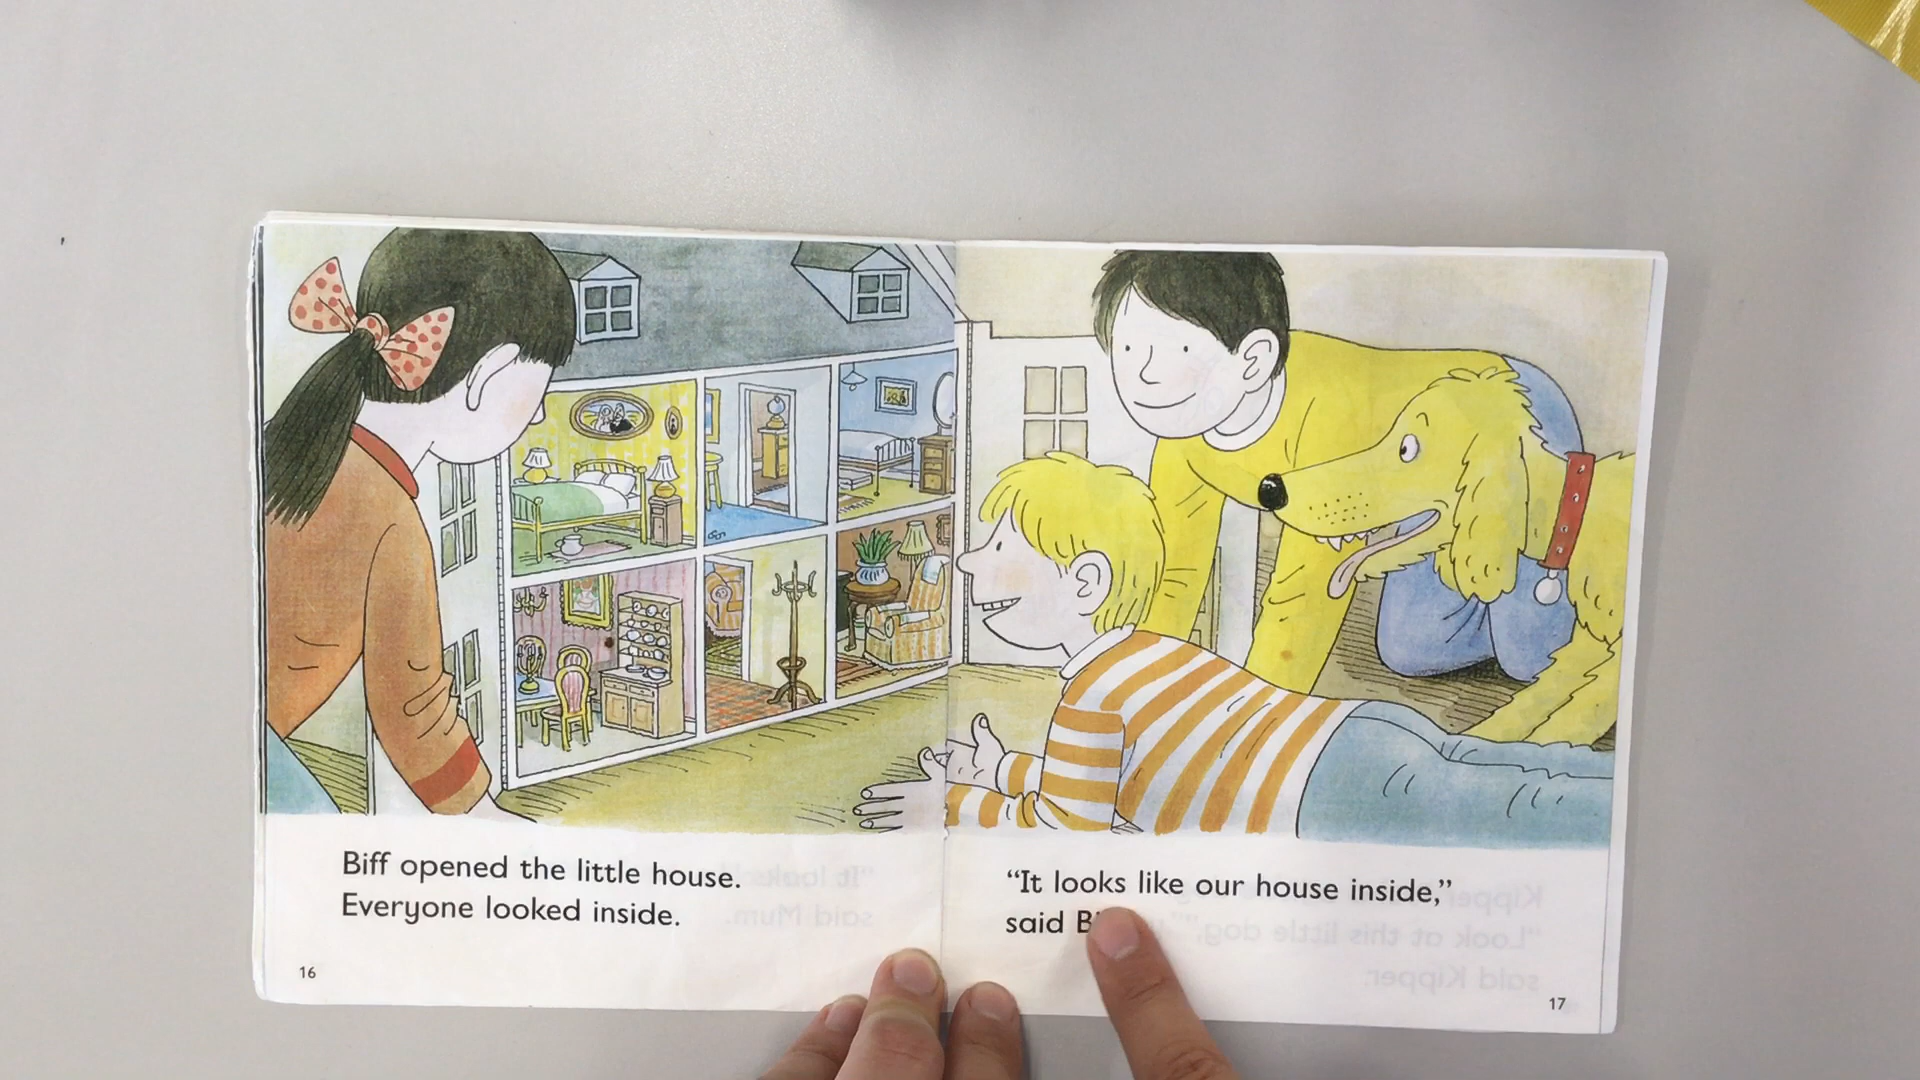 Biff opened the little house.
Everyone looked inside.
16
“It looks like our house inside,”
said
17